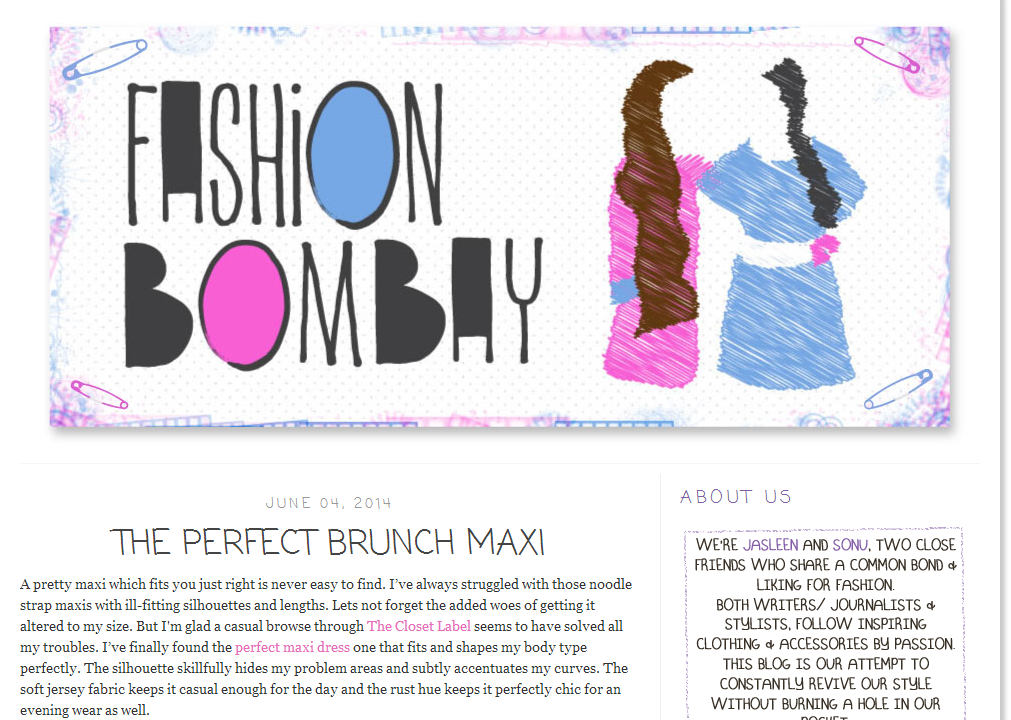 FASHION
BOMBAY
JUNE 04, 2014
THE PERFECT BRUNCH MAXI
A pretty maxi which fits you just right is never easy to find. I've always struggled with those noodle
strap maxis with ill-fitting silhouettes and lengths. Lets not forget the added woes of getting it
altered to my size. But I'm glad a casual browse through The Closet Label seems to have solved all
my troubles. I've finally found the perfect maxi dress one that fits and shapes my body type
perfectly. The silhouette skillfully hides my problem areas and subtly accentuates my curves. The
soft jersey fabric keeps it casual enough for the day and the rust hue keeps it perfectly chic for an
evening wear as well.
ABOUT US
WE'RE JASLEEN AND SONU, TWO CLOSE
FRIENDS WHO SHARE A COMMON BOND &
LIKING FOR FASHION.
BOTH WRITERS/ JOURNALISTS &
STYLISTS, FOLLOW INSPIRING
CLOTHING & ACCESSORIES BY PASSION.
THIS BLOG IS OUR ATTEMPT TO
CONSTANTLY REVIVE OUR STYLE
WITHOUT BURNING A HOLE IN OUR